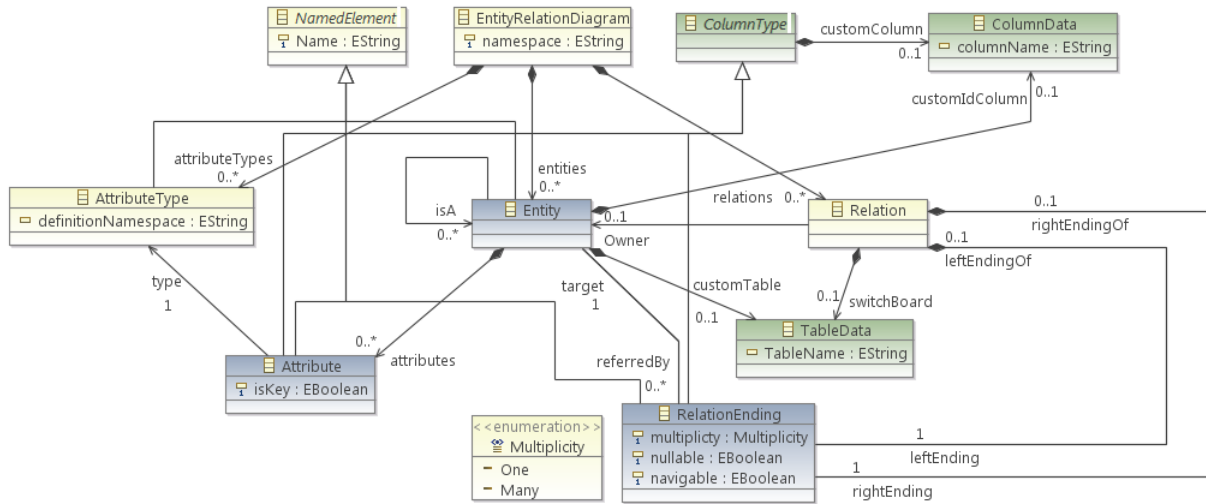 NamedElement
Name : EString
EntityRelationDiagram
namespace : EString
ColumnType
customColumn
0..1
ColumnData
columnName : EString
customIdColumn
0..1
attributeTypes
0..*
entities
0..*
relations
0..*
AttributeType
definitionNamespace : EString
isA
0..*
Entity
0..1
Owner
Relation
0..1
rightEndingOf
0..1
leftEndingOf
type
1
target
1
customTable
0..1
0..1
switchBoard
TableData
TableName : EString
0..*
attributes
Attribute
isKey : EBoolean
referredBy
0..*
<<enumeration>>
Multiplicity
One
Many
RelationEnding
multiplicty : Multiplicity
nullable : EBoolean
navigable : EBoolean
1
leftEnding
1
rightEnding